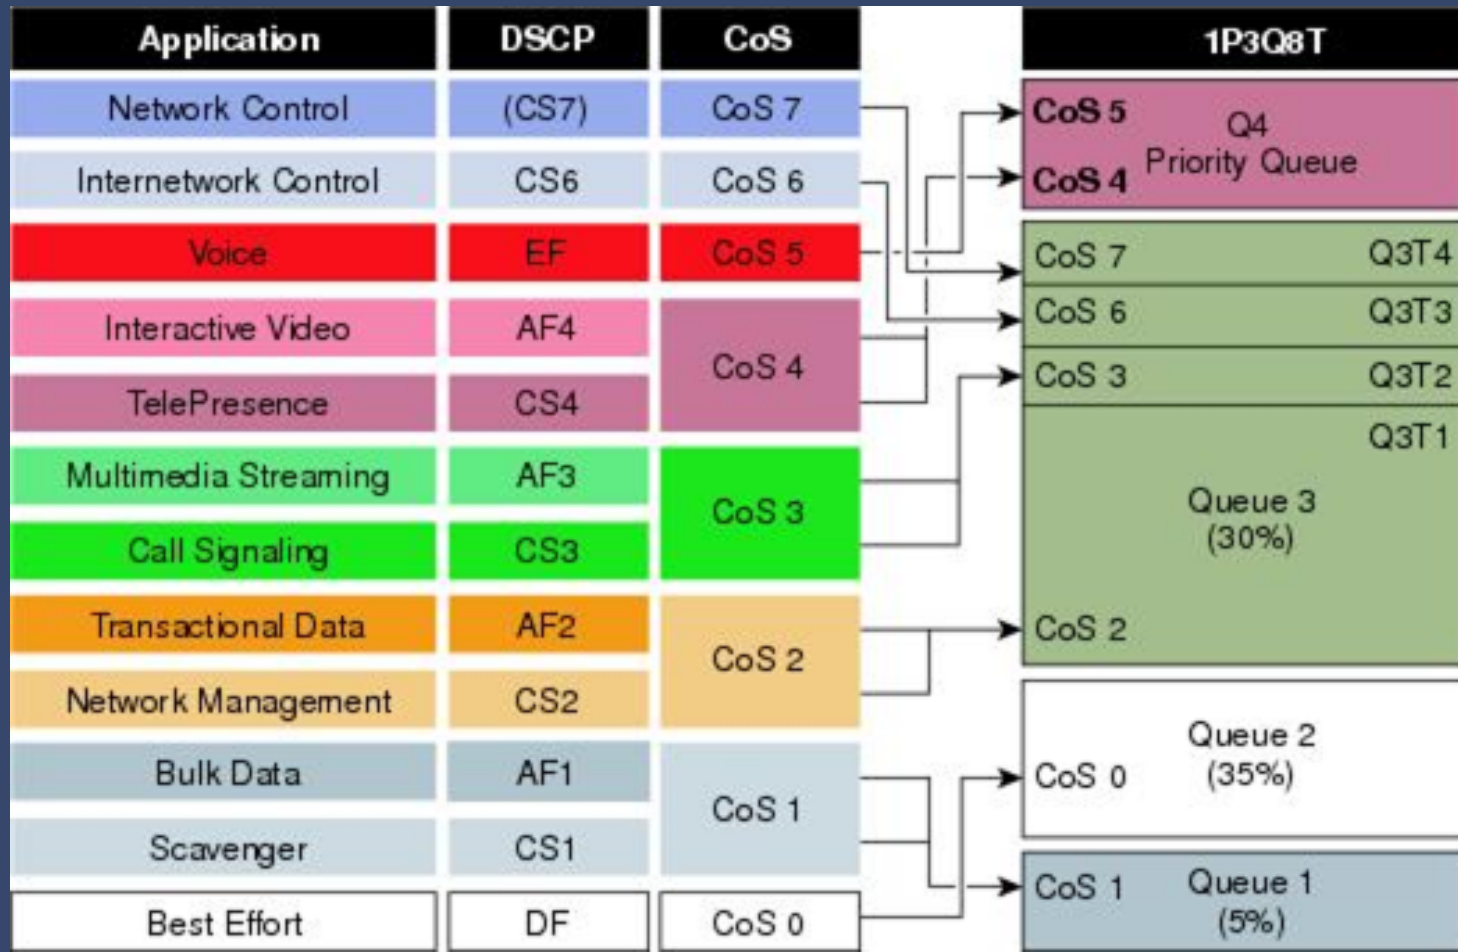 Application DSCP CoS 1P3Q8T
Network Control (CS7) CoS 7
Internetwork Control CS6 CoS 6
Voice EF CoS 5
Interactive Video AF4
CoS 4
TelePresence CS4
Multimedia Streaming AF3
CoS 3
Call Signaling CS3
Transactional Data AF2
CoS 2
Network Management CS2
Bulk Data AF1
CoS 1
Scavenger CS1
Best Effort DF CoS 0
CoS 5 Q4
Priority Queue
CoS 4
CoS 7 Q3T4
CoS 6 Q3T3
CoS 3 Q3T2
Q3T1
Queue 3
(30%)
CoS 2
Queue 2
CoS 0 (35%)
CoS 1 Queue 1
(5%)